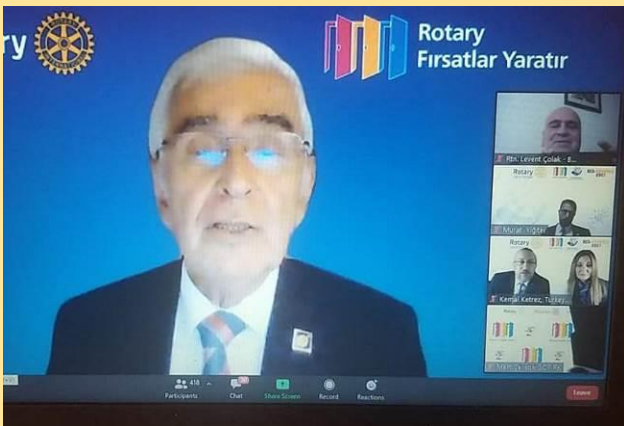 ry
Rotary
Fırsatlar Yaratır
Rtn. Levent Çolak - B...
Rotary
Murat Yiğiter
Rotary
Kemal Ketrez, Turkey...
418
Participants
Chat
Share Screen
Record
Reactions
Leave